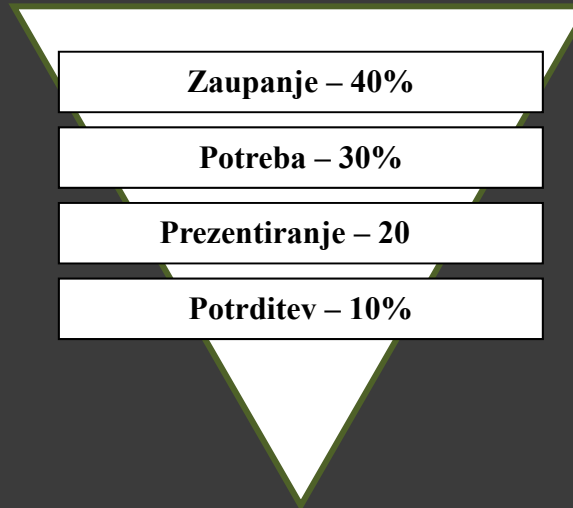 Zaupanje – 40%
Potreba – 30%
Prezentiranje – 20
Potrditev – 10%